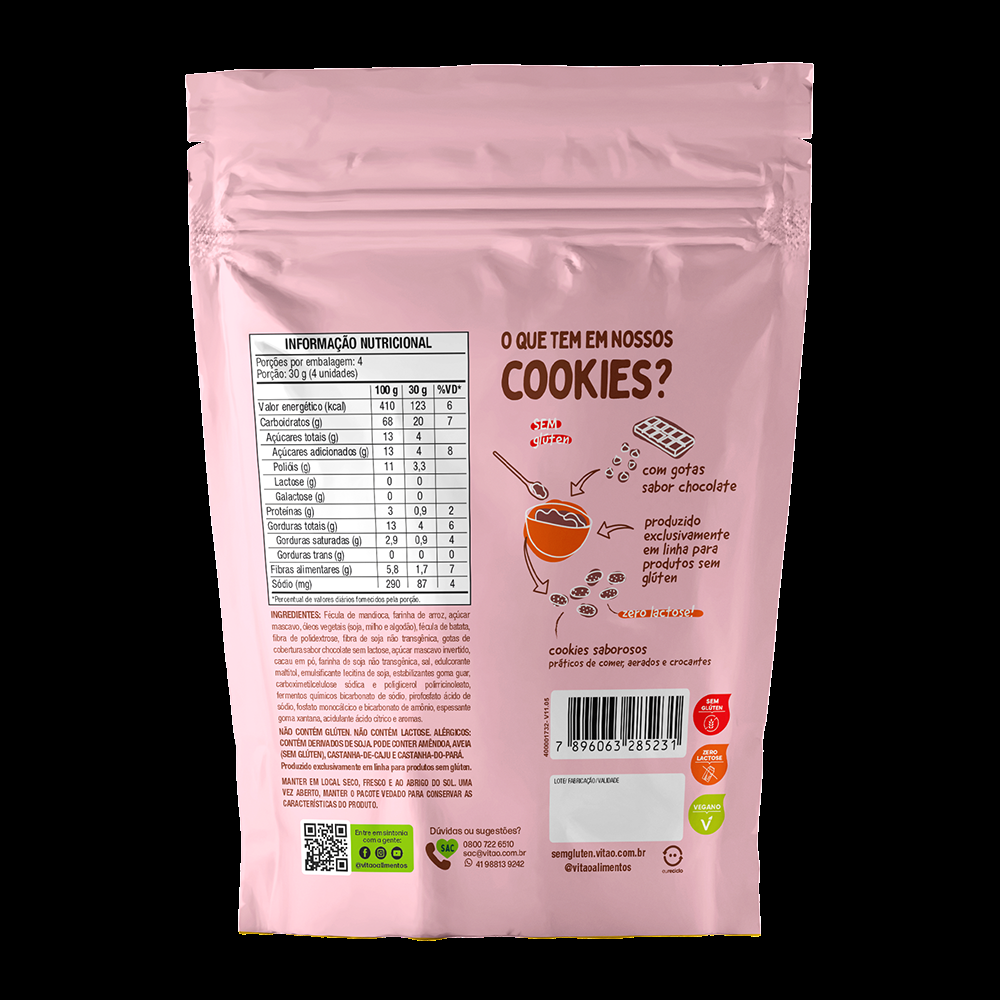 INFORMAÇÃO NUTRICIONAL
Porções por embalagem: 4
Porção: 30 g (4 unidades)
100 g 30 g %VD*
Valor energético (kcal) 410 123 6
Carboidratos (g) 68 20 7
Açúcares totais (g) 13 4
Açúcares adicionados (g) 13 4 8
Polióis (g) 11 3,3
Lactose (g) 0 0
Galactose (g) 0 0
Proteínas (g) 3 0,9 2
Gorduras totais (g) 13 4 6
Gorduras saturadas (g) 2,9 0,9 4
Gorduras trans (g) 0 0 0
Fibras alimentares (g) 5,8 1,7 7
Sódio (mg) 290 87 4
*Percentual de valores diários fornecidos pela porção.
INGREDIENTES: Fécula de mandioca, farinha de arroz, açúcar
mascavo, óleos vegetais (soja, milho e algodão), fécula de batata,
fibra de polidextrose, fibra de soja não transgênica, gotas de
cobertura sabor chocolate sem lactose, açúcar mascavo invertido,
cacau em pó, farinha de soja não transgênica, sal, edulcorante
maltitol, emulsificante lecitina de soja, estabilizantes goma guar,
carboximetilcelulose sódica e poliglicerol polirricinoleato,
fermentos químicos bicarbonato de sódio, pirofosfato ácido de
sódio, fosfato monocálcico e bicarbonato de amônio, espessante
goma xantana, acidulante ácido cítrico e aromas.
NÃO CONTÉM GLÚTEN. NÃO CONTÉM LACTOSE. ALÉRGICOS:
CONTÉM DERIVADOS DE SOJA. PODE CONTER AMÊNDOA, AVEIA
(SEM GLÚTEN), CASTANHA-DE-CAJU E CASTANHA-DO-PARÁ.
Produzido exclusivamente em linha para produtos sem glúten.
MANTER EM LOCAL SECO, FRESCO E AO ABRIGO DO SOL. UMA
VEZ ABERTO, MANTER O PACOTE VEDADO PARA CONSERVAR AS
CARACTERÍSTICAS DO PRODUTO.
Entre em sintonia
com a gente:
@vitaoalimentos
Dúvidas ou sugestões?
SAC
0800 722 6510
sac@vitao.com.br
41 98813 9242
O QUE TEM EM NOSSOS
COOKIES?
SEM
glúten
com gotas
sabor chocolate
produzido
exclusivamente
em linha para
produtos sem
glúten
zero lactose!
cookies saborosos
práticos de comer, aerados e crocantes
400001732- V11.05
7 896063 285231
SEM
GLÚTEN
ZERO
LACTOSE
VEGANO
LOTE/ FABRICAÇÃO/ VALIDADE
semgluten.vitao.com.br
@vitaoalimentos
eureciclo